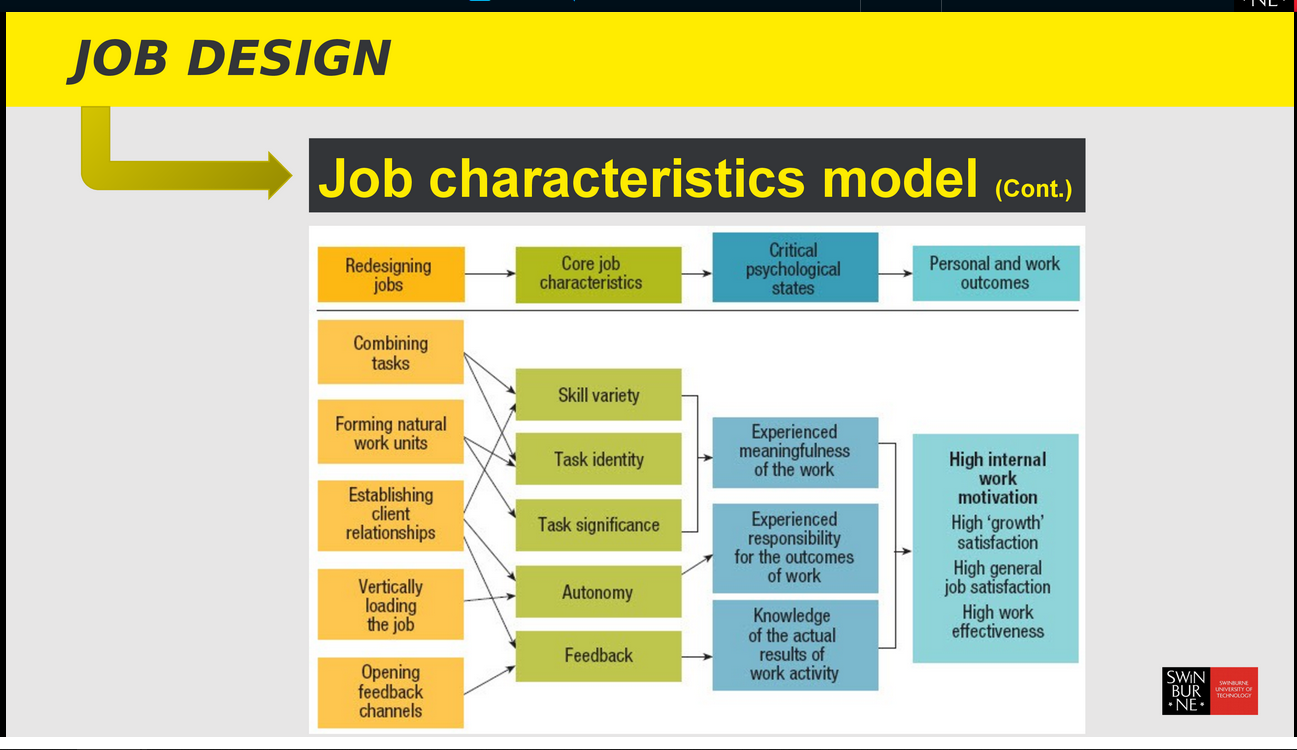 NE
JOB DESIGN
Job characteristics model (Cont.)
Redesigning
jobs
Core job
characteristics
Critical
psychological
states
Personal and work
outcomes
Combining
tasks
Forming natural
work units
Establishing
client
relationships
Vertically
loading
the job
Opening
feedback
channels
Skill variety
Task identity
Task significance
Autonomy
Feedback
Experienced
meaningfulness
of the work
Experienced
responsibility
for the outcomes
of work
Knowledge
of the actual
results of
work activity
High internal
work
motivation
High ‘growth’
satisfaction
High general
job satisfaction
High work
effectiveness
SWIN
BUR
* NE *
SWINBURNE
UNIVERSITY OF
TECHNOLOGY